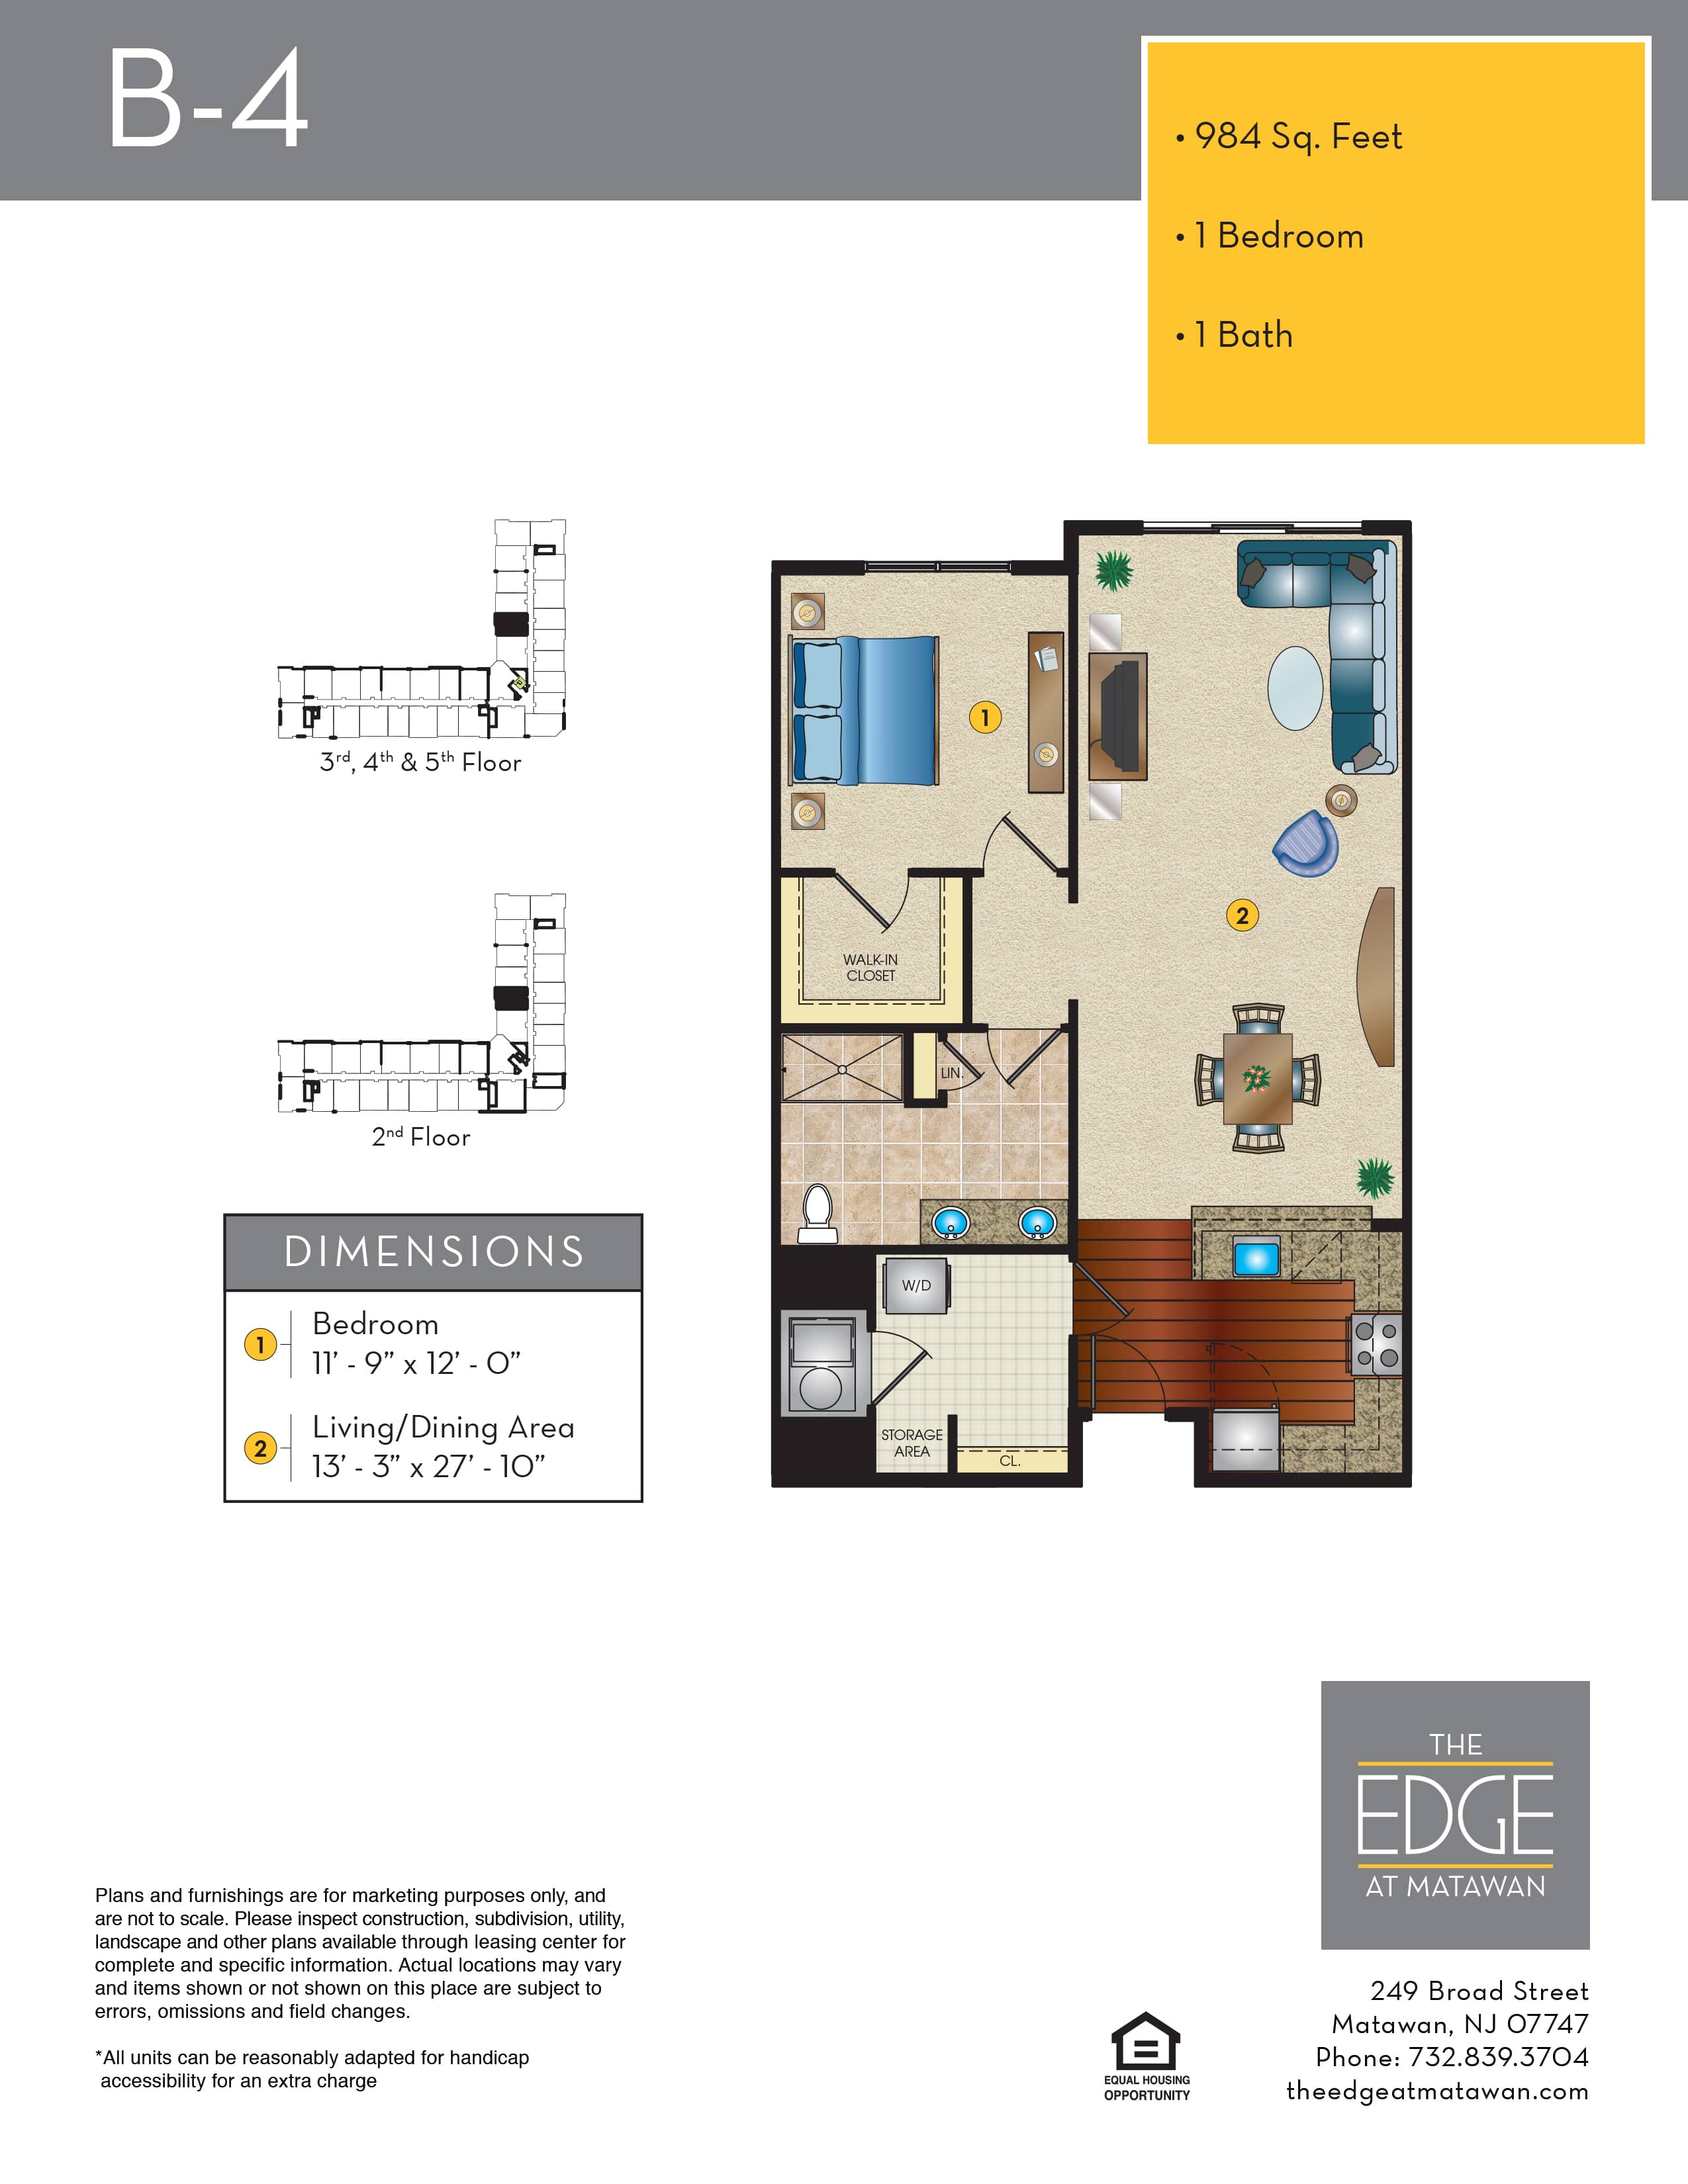 B-4
• 984 Sq. Feet
• 1 Bedroom
• 1 Bath
3rd, 4th & 5th Floor
2nd Floor
DIMENSIONS
1
Bedroom
11’ - 9” x 12’ - 0”
2
Living/Dining Area
13’ - 3” x 27’ - 10”
1
2
WALK-IN
CLOSET
LIN.
W/D
STORAGE
AREA
CL.
THE
EDGE
AT MATAWAN
Plans and furnishings are for marketing purposes only, and
are not to scale. Please inspect construction, subdivision, utility,
landscape and other plans available through leasing center for
complete and specific information. Actual locations may vary
and items shown or not shown on this place are subject to
errors, omissions and field changes.
*All units can be reasonably adapted for handicap
accessibility for an extra charge
EQUAL HOUSING
OPPORTUNITY
249 Broad Street
Matawan, NJ 07747
Phone: 732.839.3704
theedgeatmatawan.com